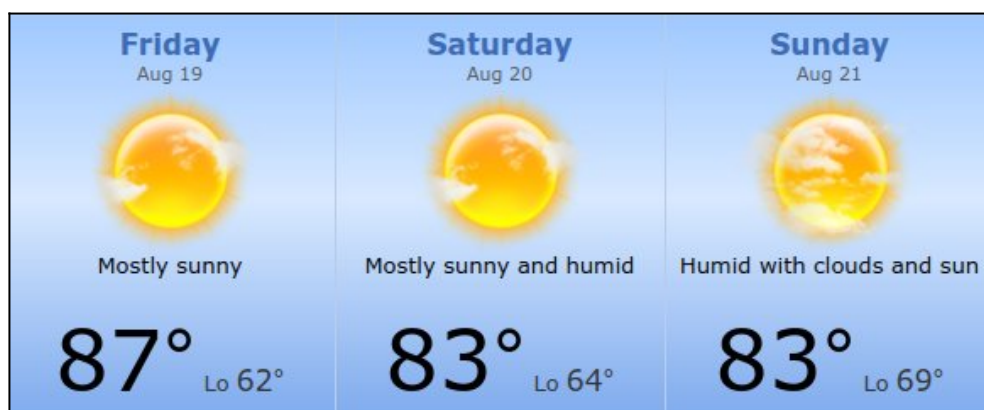 Friday
Aug 19
Mostly sunny
87° Lo 62°
Saturday
Aug 20
Mostly sunny and humid
83° Lo 64°
Sunday
Aug 21
Humid with clouds and sun
83° Lo 69°